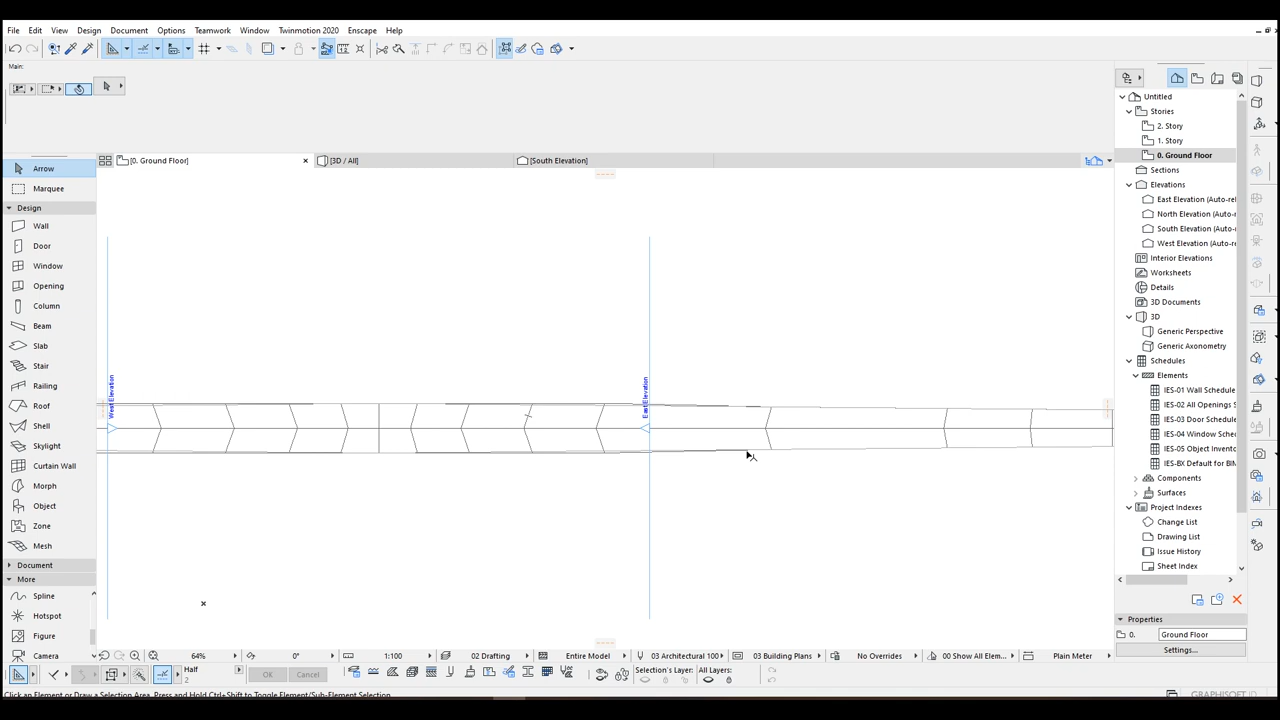 File Edit View Design Document Options Teamwork Window Twinmotion 2020 Enscape Help
Main:
[0. Ground Floor]
[3D / All]
[South Elevation]
Arrow
Marquee
Design
Wall
Door
Window
Opening
Column
Beam
Slab
Stair
Railing
Roof
Shell
Skylight
Curtain Wall
Morph
Object
Zone
Mesh
Document
More
Spline
Hotspot
Figure
Camera
West Elevation
East Elevation
Untitled
Stories
2. Story
1. Story
0. Ground Floor
Sections
Elevations
East Elevation (Auto-re
North Elevation (Auto-r
South Elevation (Auto-r
West Elevation (Auto-re
Interior Elevations
Worksheets
Details
3D Documents
3D
Generic Perspective
Generic Axonometry
Schedules
Elements
IES-01 Wall Schedule
IES-02 All Openings S
IES-03 Door Schedule
IES-04 Window Sched
IES-05 Object Invento
IES-BX Default for BIM
Components
Surfaces
Project Indexes
Change List
Drawing List
Issue History
Sheet Index
Properties
0. Ground Floor
Settings...
64% 0° 1:100 02 Drafting Entire Model 03 Architectural 100 03 Building Plans No Overrides 00 Show All Elem... Plain Meter
Half
2
OK Cancel
Selection's Layer: All Layers:
Click an Element or Draw a Selection Area. Press and Hold Ctrl+Shift to Toggle Element/Sub-Element Selection.
GRAPHISOFT ID